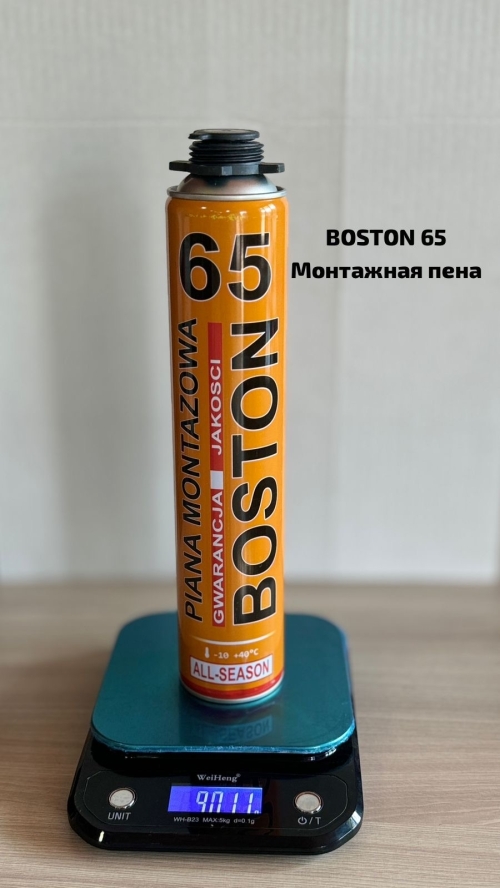 BOSTON 65
Монтажная пена
65
PIANA MONTAZOWA
GWARANCJA JAKOSCI
BOSTON
-10 +40°C
ALL-SEASON
WeiHeng
UNIT
901.1
WH-B23 MAX:5kg d=0.1g
/T